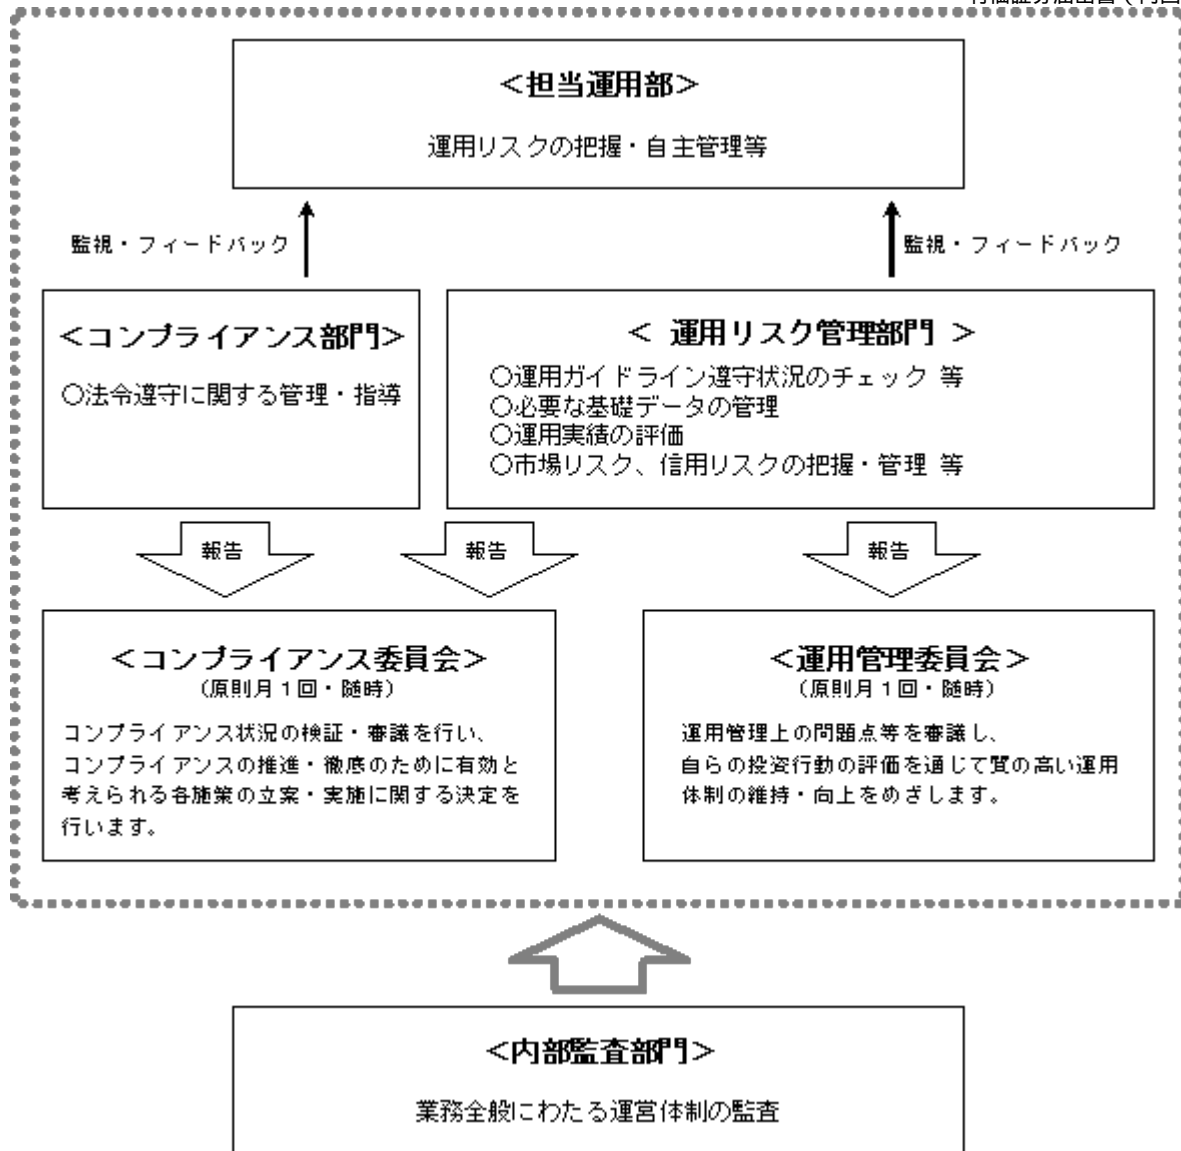 ＜担当運用部＞
運用リスクの把握・自主管理等
監視・フィードバック
監視・フィードバック
＜コンプライアンス部門＞
○法令遵守に関する管理・指導
＜ 運用リスク管理部門 ＞
○運用ガイドライン遵守状況のチェック 等
○必要な基礎データの管理
○運用実績の評価
○市場リスク、信用リスクの把握・管理 等
報告
報告
報告
＜コンプライアンス委員会＞
（原則月１回・随時）
コンプライアンス状況の検証・審議を行い、
コンプライアンスの推進・徹底のために有効と
考えられる各施策の立案・実施に関する決定を
行います。
＜運用管理委員会＞
（原則月１回・随時）
運用管理上の問題点等を審議し、
自らの投資行動の評価を通じて質の高い運用
体制の維持・向上をめざします。
＜内部監査部門＞
業務全般にわたる運営体制の監査